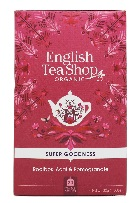 English
Tea Shop
ORGANIC
SUPER GOODNESS
Rooibos, Acai & Pomegranate